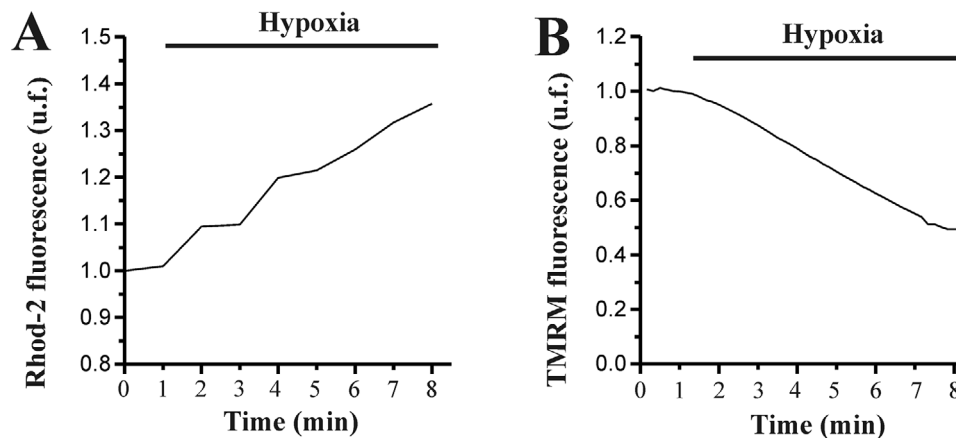 A
Hypoxia
Rhod-2 fluorescence (u.f.)
1.5
1.4
1.3
1.2
1.1
1.0
0.9
0.8
0 1 2 3 4 5 6 7 8
Time (min)
B
Hypoxia
TMRM fluorescence (u.f.)
1.2
1.0
0.8
0.6
0.4
0.2
0.0
0 1 2 3 4 5 6 7 8
Time (min)